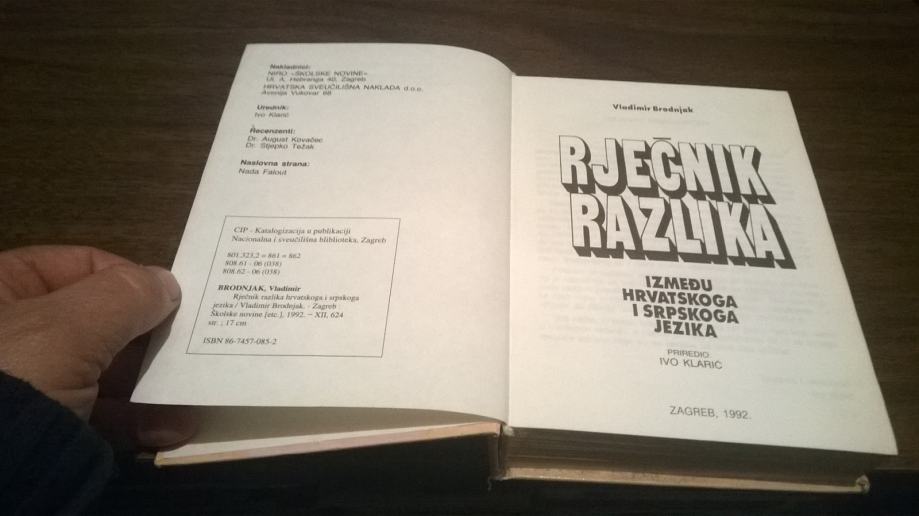 Nakladnici:
NIRO »ŠKOLSKE NOVINE«
Ul. A. Hebranga 40, Zagreb
HRVATSKA SVEUČILIŠNA NAKLADA d.o.o.
Avenija Vukovar 68
Urednik:
Ivo Klarić
Recenzenti:
Dr. August Kovačec
Dr. Stjepko Težak
Naslovna strana:
Nada Falout
CIP - Katalogizacija u publikaciji
Nacionalna i sveučilišna bliblioteka, Zagreb
801.323.2 = 861 = 862
808.61 - 06 (038)
808.62 - 06 (038)
BRODNJAK, Vladimir
Rječnik razlika hrvatskoga i srpskoga
jezika / Vladimir Brodnjak. - Zagreb :
Školske novine [etc.], 1992. - XII, 624
str. ; 17 cm
ISBN 86-7457-085-2
Vladimir Brodnjak
RJEČNIK
RAZLIKA
IZMEĐU
HRVATSKOGA
I SRPSKOGA
JEZIKA
PRIREDIO
IVO KLARIĆ
ZAGREB, 1992.